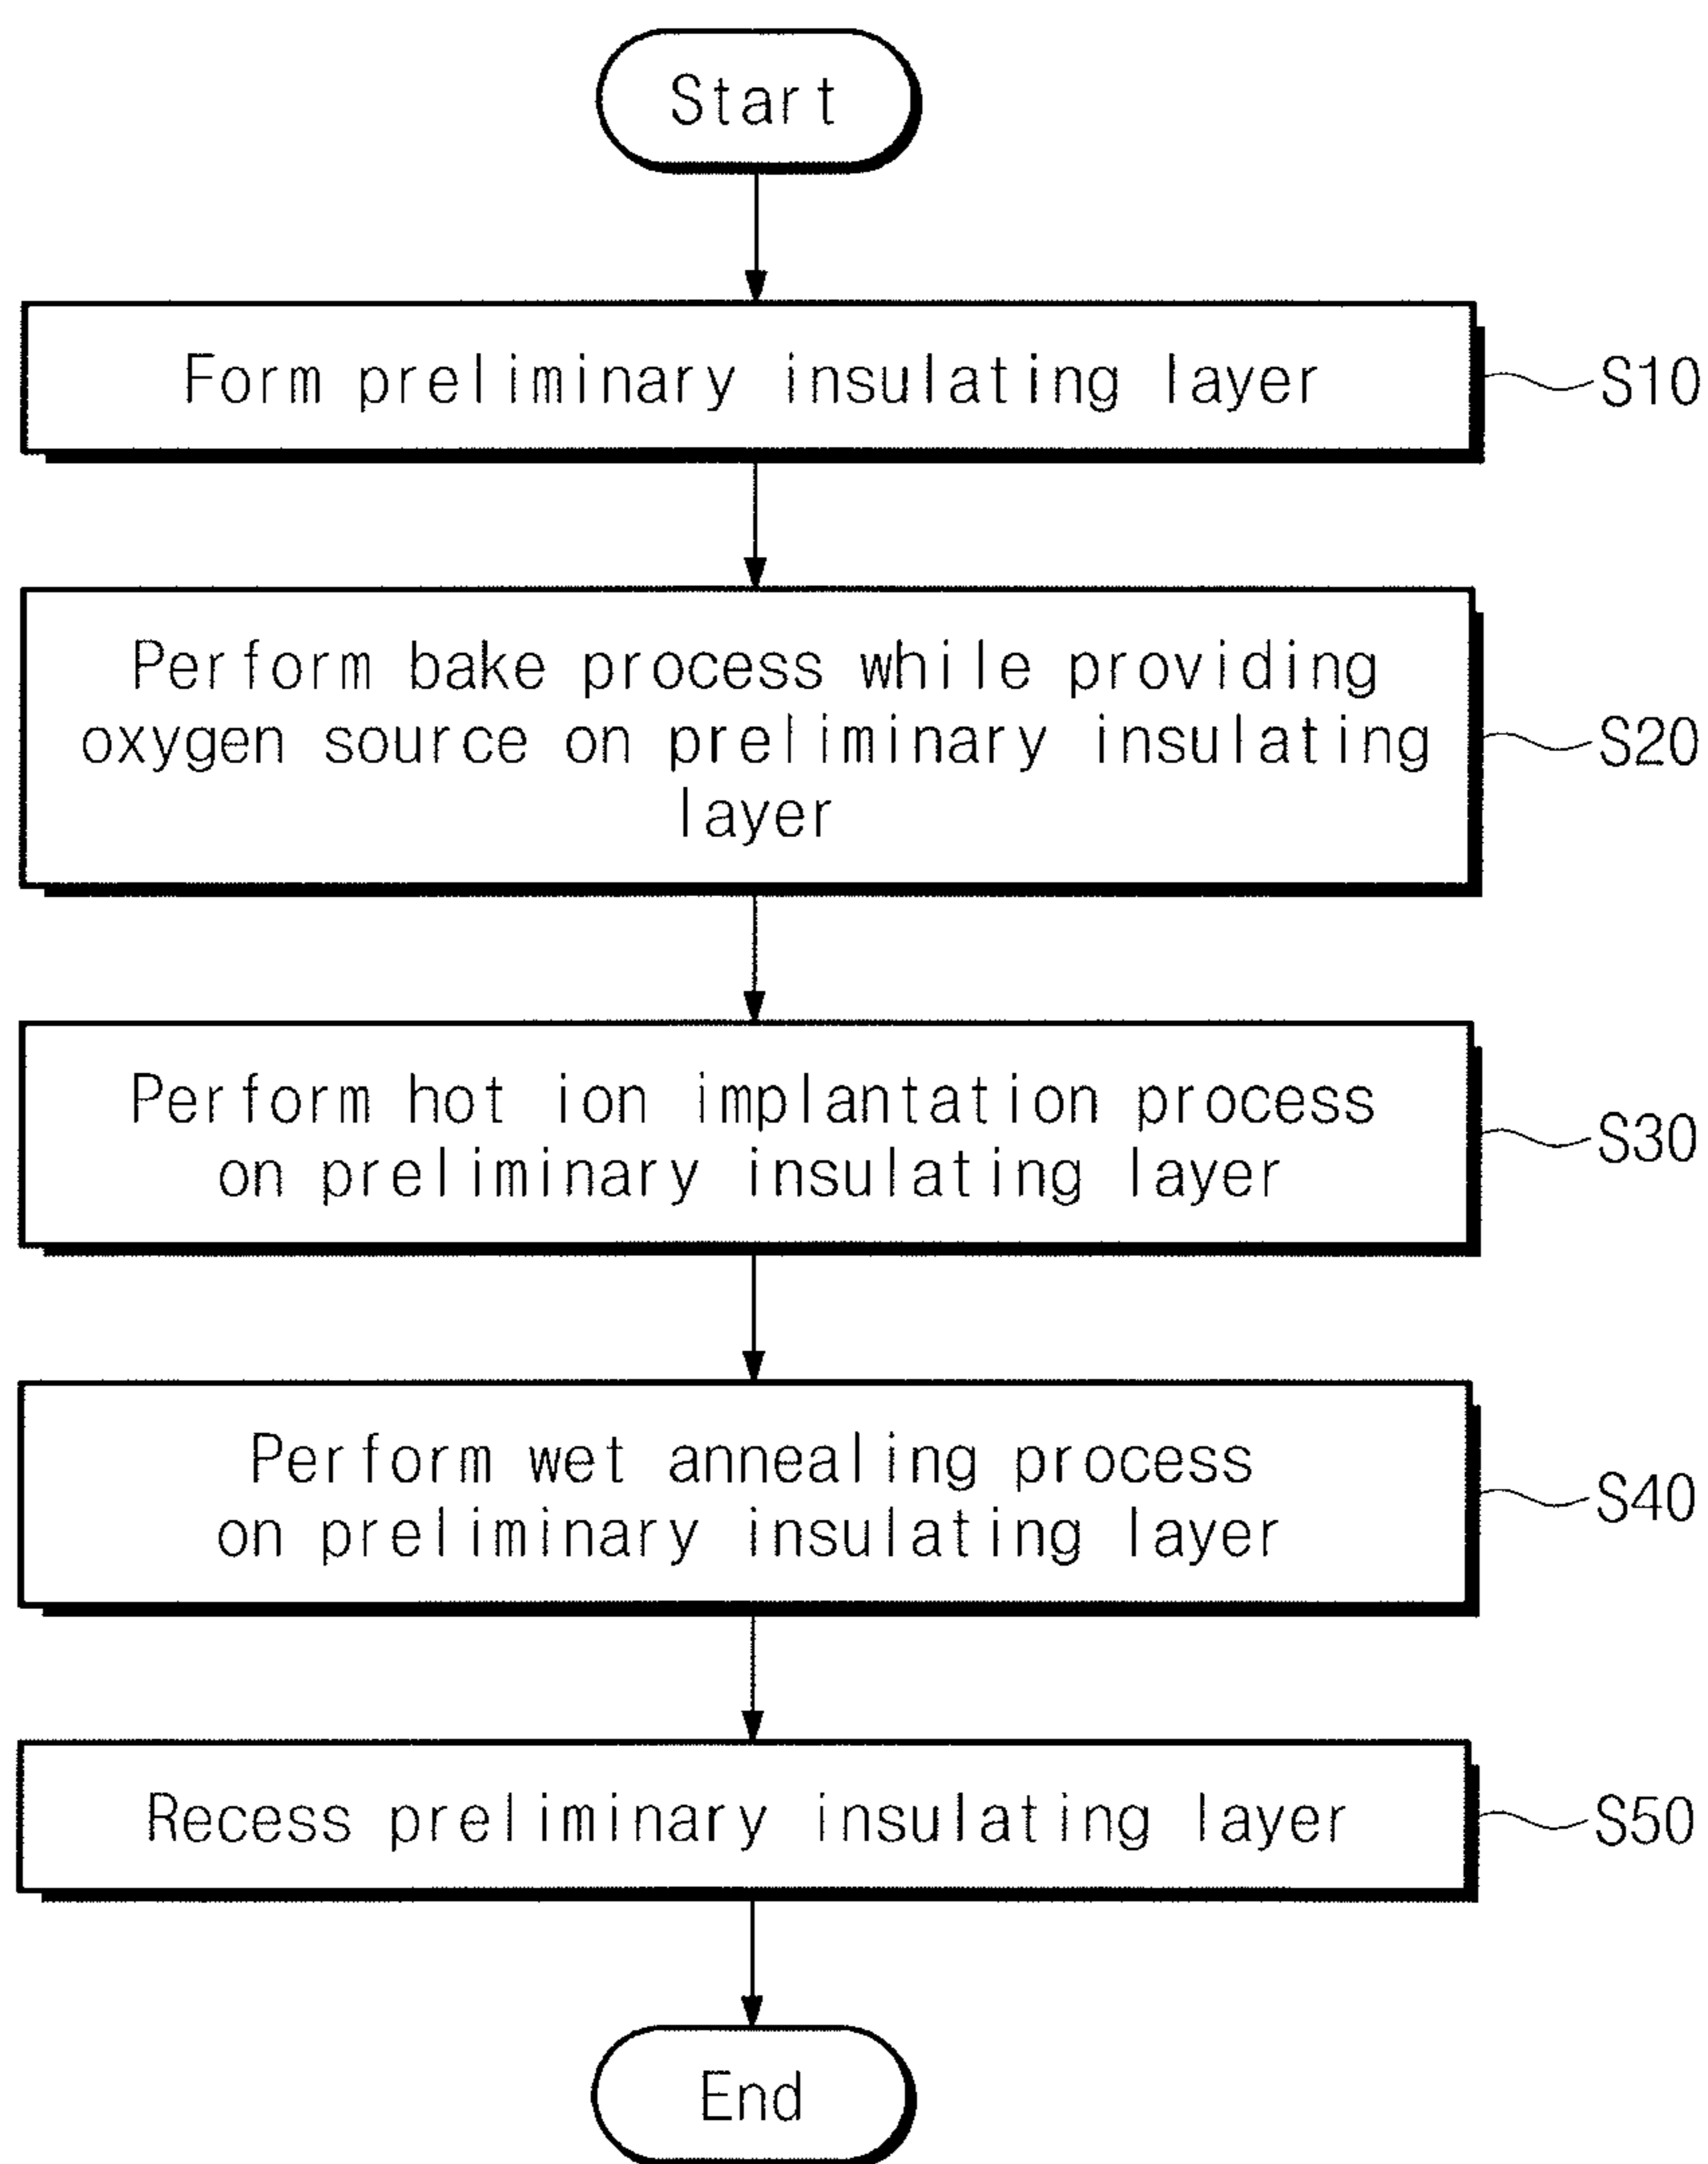 Start
Form preliminary insulating layer
S10
Perform bake process while providing
oxygen source on preliminary insulating
layer
S20
Perform hot ion implantation process
on preliminary insulating layer
S30
Perform wet annealing process
on preliminary insulating layer
S40
Recess preliminary insulating layer
S50
End